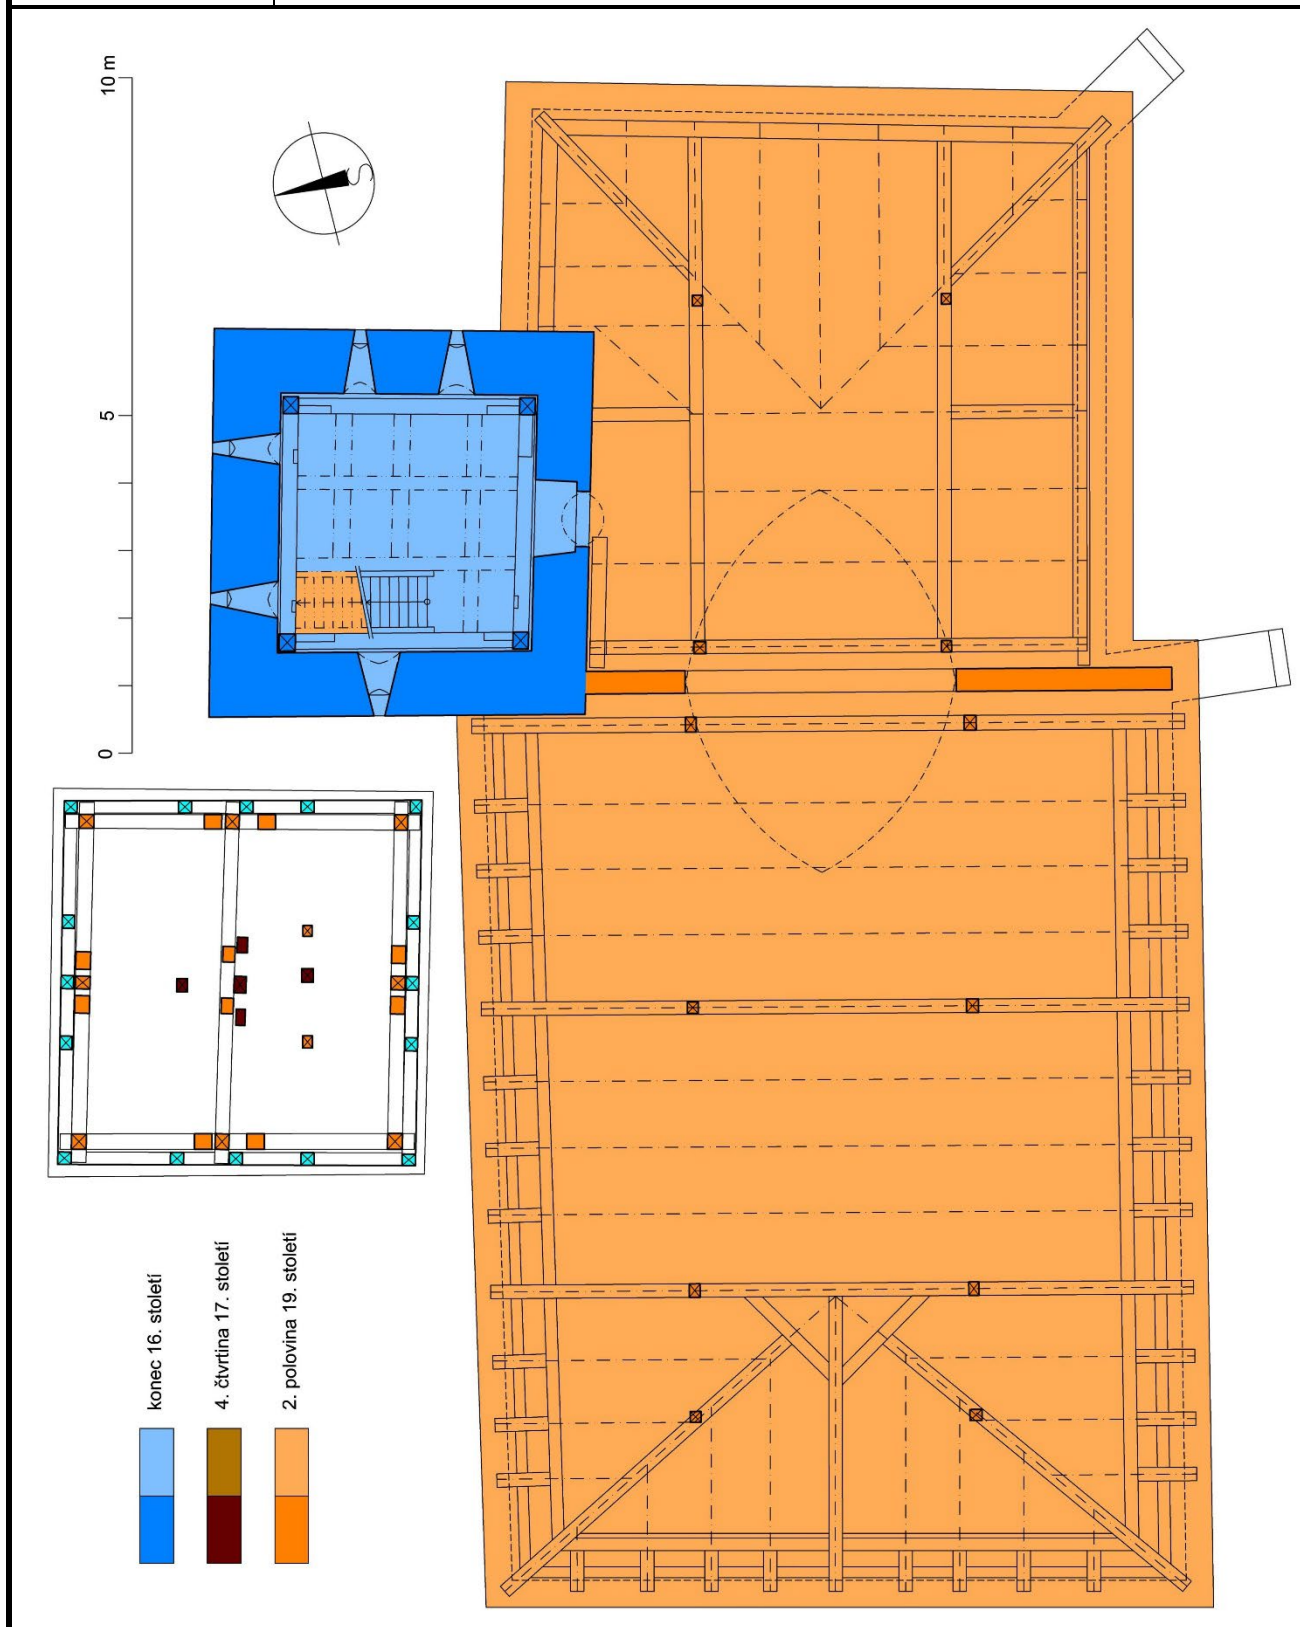 10 m
5
0
S
konec 16. století
4. čtvrtina 17. století
2. polovina 19. století